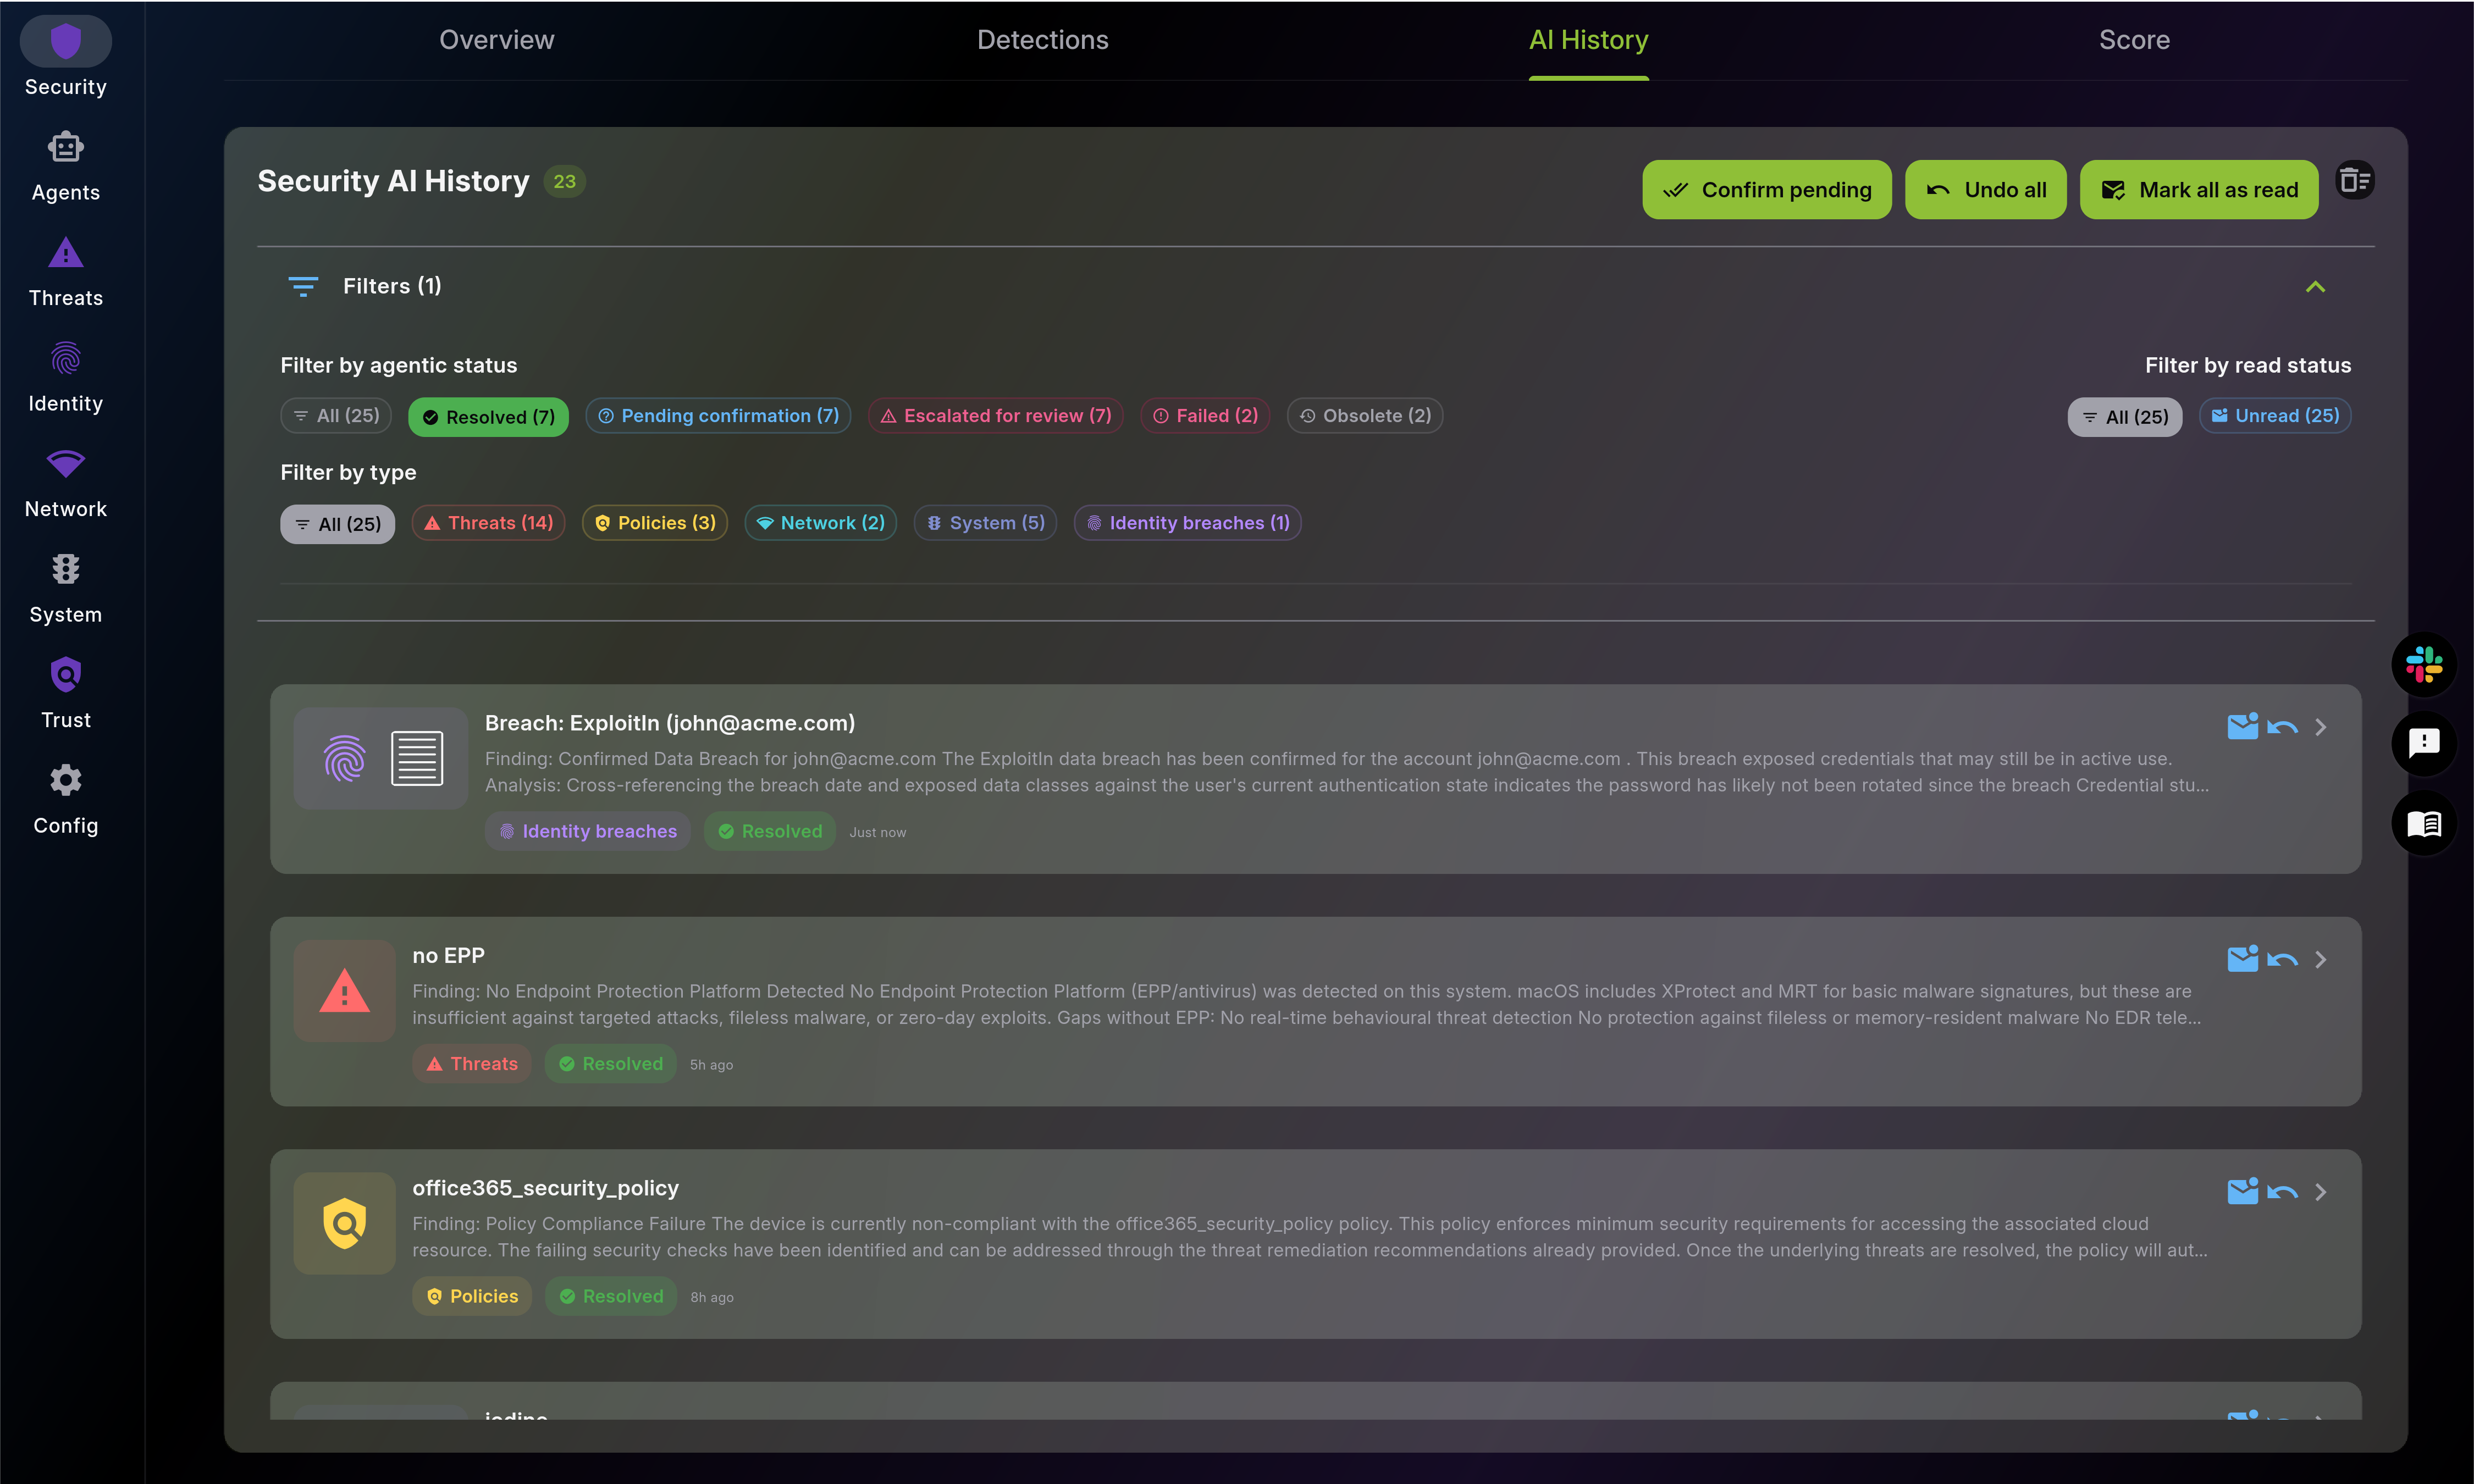 Overview
Detections
AI History
Score
Security
Agents
Threats
Identity
Network
System
Trust
Config
Security AI History 23
Confirm pending
Undo all
Mark all as read
Filters (1)
Filter by agentic status
Filter by read status
All (25)
Resolved (7)
Pending confirmation (7)
Escalated for review (7)
Failed (2)
Obsolete (2)
All (25)
Unread (25)
Filter by type
All (25)
Threats (14)
Policies (3)
Network (2)
System (5)
Identity breaches (1)
Breach: ExploitIn (john@acme.com)
Finding: Confirmed Data Breach for john@acme.com The ExploitIn data breach has been confirmed for the account john@acme.com . This breach exposed credentials that may still be in active use.
Analysis: Cross-referencing the breach date and exposed data classes against the user's current authentication state indicates the password has likely not been rotated since the breach Credential stu...
Identity breaches
Resolved
Just now
no EPP
Finding: No Endpoint Protection Platform Detected No Endpoint Protection Platform (EPP/antivirus) was detected on this system. macOS includes XProtect and MRT for basic malware signatures, but these are
insufficient against targeted attacks, fileless malware, or zero-day exploits. Gaps without EPP: No real-time behavioural threat detection No protection against fileless or memory-resident malware No EDR tele...
Threats
Resolved
5h ago
office365_security_policy
Finding: Policy Compliance Failure The device is currently non-compliant with the office365_security_policy policy. This policy enforces minimum security requirements for accessing the associated cloud
resource. The failing security checks have been identified and can be addressed through the threat remediation recommendations already provided. Once the underlying threats are resolved, the policy will aut...
Policies
Resolved
8h ago